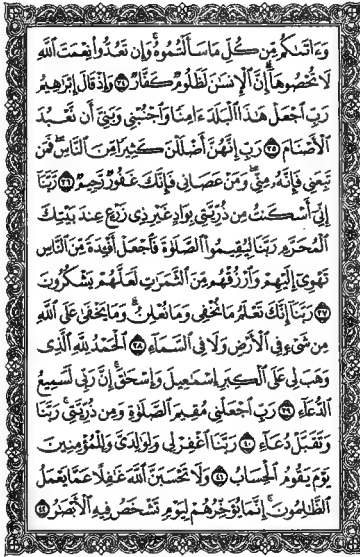 وَءَاتَىٰكُم مِّن كُلِّ مَا سَأَلْتُمُوهُ وَإِن تَعُدُّوا۟ نِعْمَتَ ٱللَّهِ
لَا تُحْصُوهَآ إِنَّ ٱلْإِنسَٰنَ لَظَلُومٌ كَفَّارٌ ٣٤ وَإِذْ قَالَ إِبْرَٰهِيمُ
رَبِّ ٱجْعَلْ هَٰذَا ٱلْبَلَدَ ءَامِنًا وَٱجْنُبْنِى وَبَنِىَّ أَن نَّعْبُدَ
ٱلْأَصْنَامَ ٣٥ رَبِّ إِنَّهُنَّ أَضْلَلْنَ كَثِيرًا مِّنَ ٱلنَّاسِ فَمَن
تَبِعَنِى فَإِنَّهُۥ مِنِّى وَمَنْ عَصَانِى فَإِنَّكَ غَفُورٌ رَّحِيمٌ ٣٦ رَّبَّنَآ
إِنِّىٓ أَسْكَنتُ مِن ذُرِّيَّتِى بِوَادٍ غَيْرِ ذِى زَرْعٍ عِندَ بَيْتِكَ
ٱلْمُحَرَّمِ رَبَّنَا لِيُقِيمُوا۟ ٱلصَّلَوٰةَ فَٱجْعَلْ أَفْـِٔدَةً مِّنَ ٱلنَّاسِ
تَهْوِىٓ إِلَيْهِمْ وَٱرْزُقْهُم مِّنَ ٱلثَّمَرَٰتِ لَعَلَّهُمْ يَشْكُرُونَ
٣٧ رَبَّنَآ إِنَّكَ تَعْلَمُ مَا نُخْفِى وَمَا نُعْلِنُ وَمَا يَخْفَىٰ عَلَى ٱللَّهِ
مِن شَىْءٍ فِى ٱلْأَرْضِ وَلَا فِى ٱلسَّمَآءِ ٣٨ ٱلْحَمْدُ لِلَّهِ ٱلَّذِى
وَهَبَ لِى عَلَى ٱلْكِبَرِ إِسْمَٰعِيلَ وَإِسْحَٰقَ إِنَّ رَبِّى لَسَمِيعُ
ٱلدُّعَآءِ ٣٩ رَبِّ ٱجْعَلْنِى مُقِيمَ ٱلصَّلَوٰةِ وَمِن ذُرِّيَّتِى رَبَّنَا
وَتَقَبَّلْ دُعَآءِ ٤٠ رَبَّنَا ٱغْفِرْ لِى وَلِوَٰلِدَىَّ وَلِلْمُؤْمِنِينَ
يَوْمَ يَقُومُ ٱلْحِسَابُ ٤١ وَلَا تَحْسَبَنَّ ٱللَّهَ غَٰفِلًا عَمَّا يَعْمَلُ
ٱلظَّٰلِمُونَ إِنَّمَا يُؤَخِّرُهُمْ لِيَوْمٍ تَشْخَصُ فِيهِ ٱلْأَبْصَٰرُ ٤٢